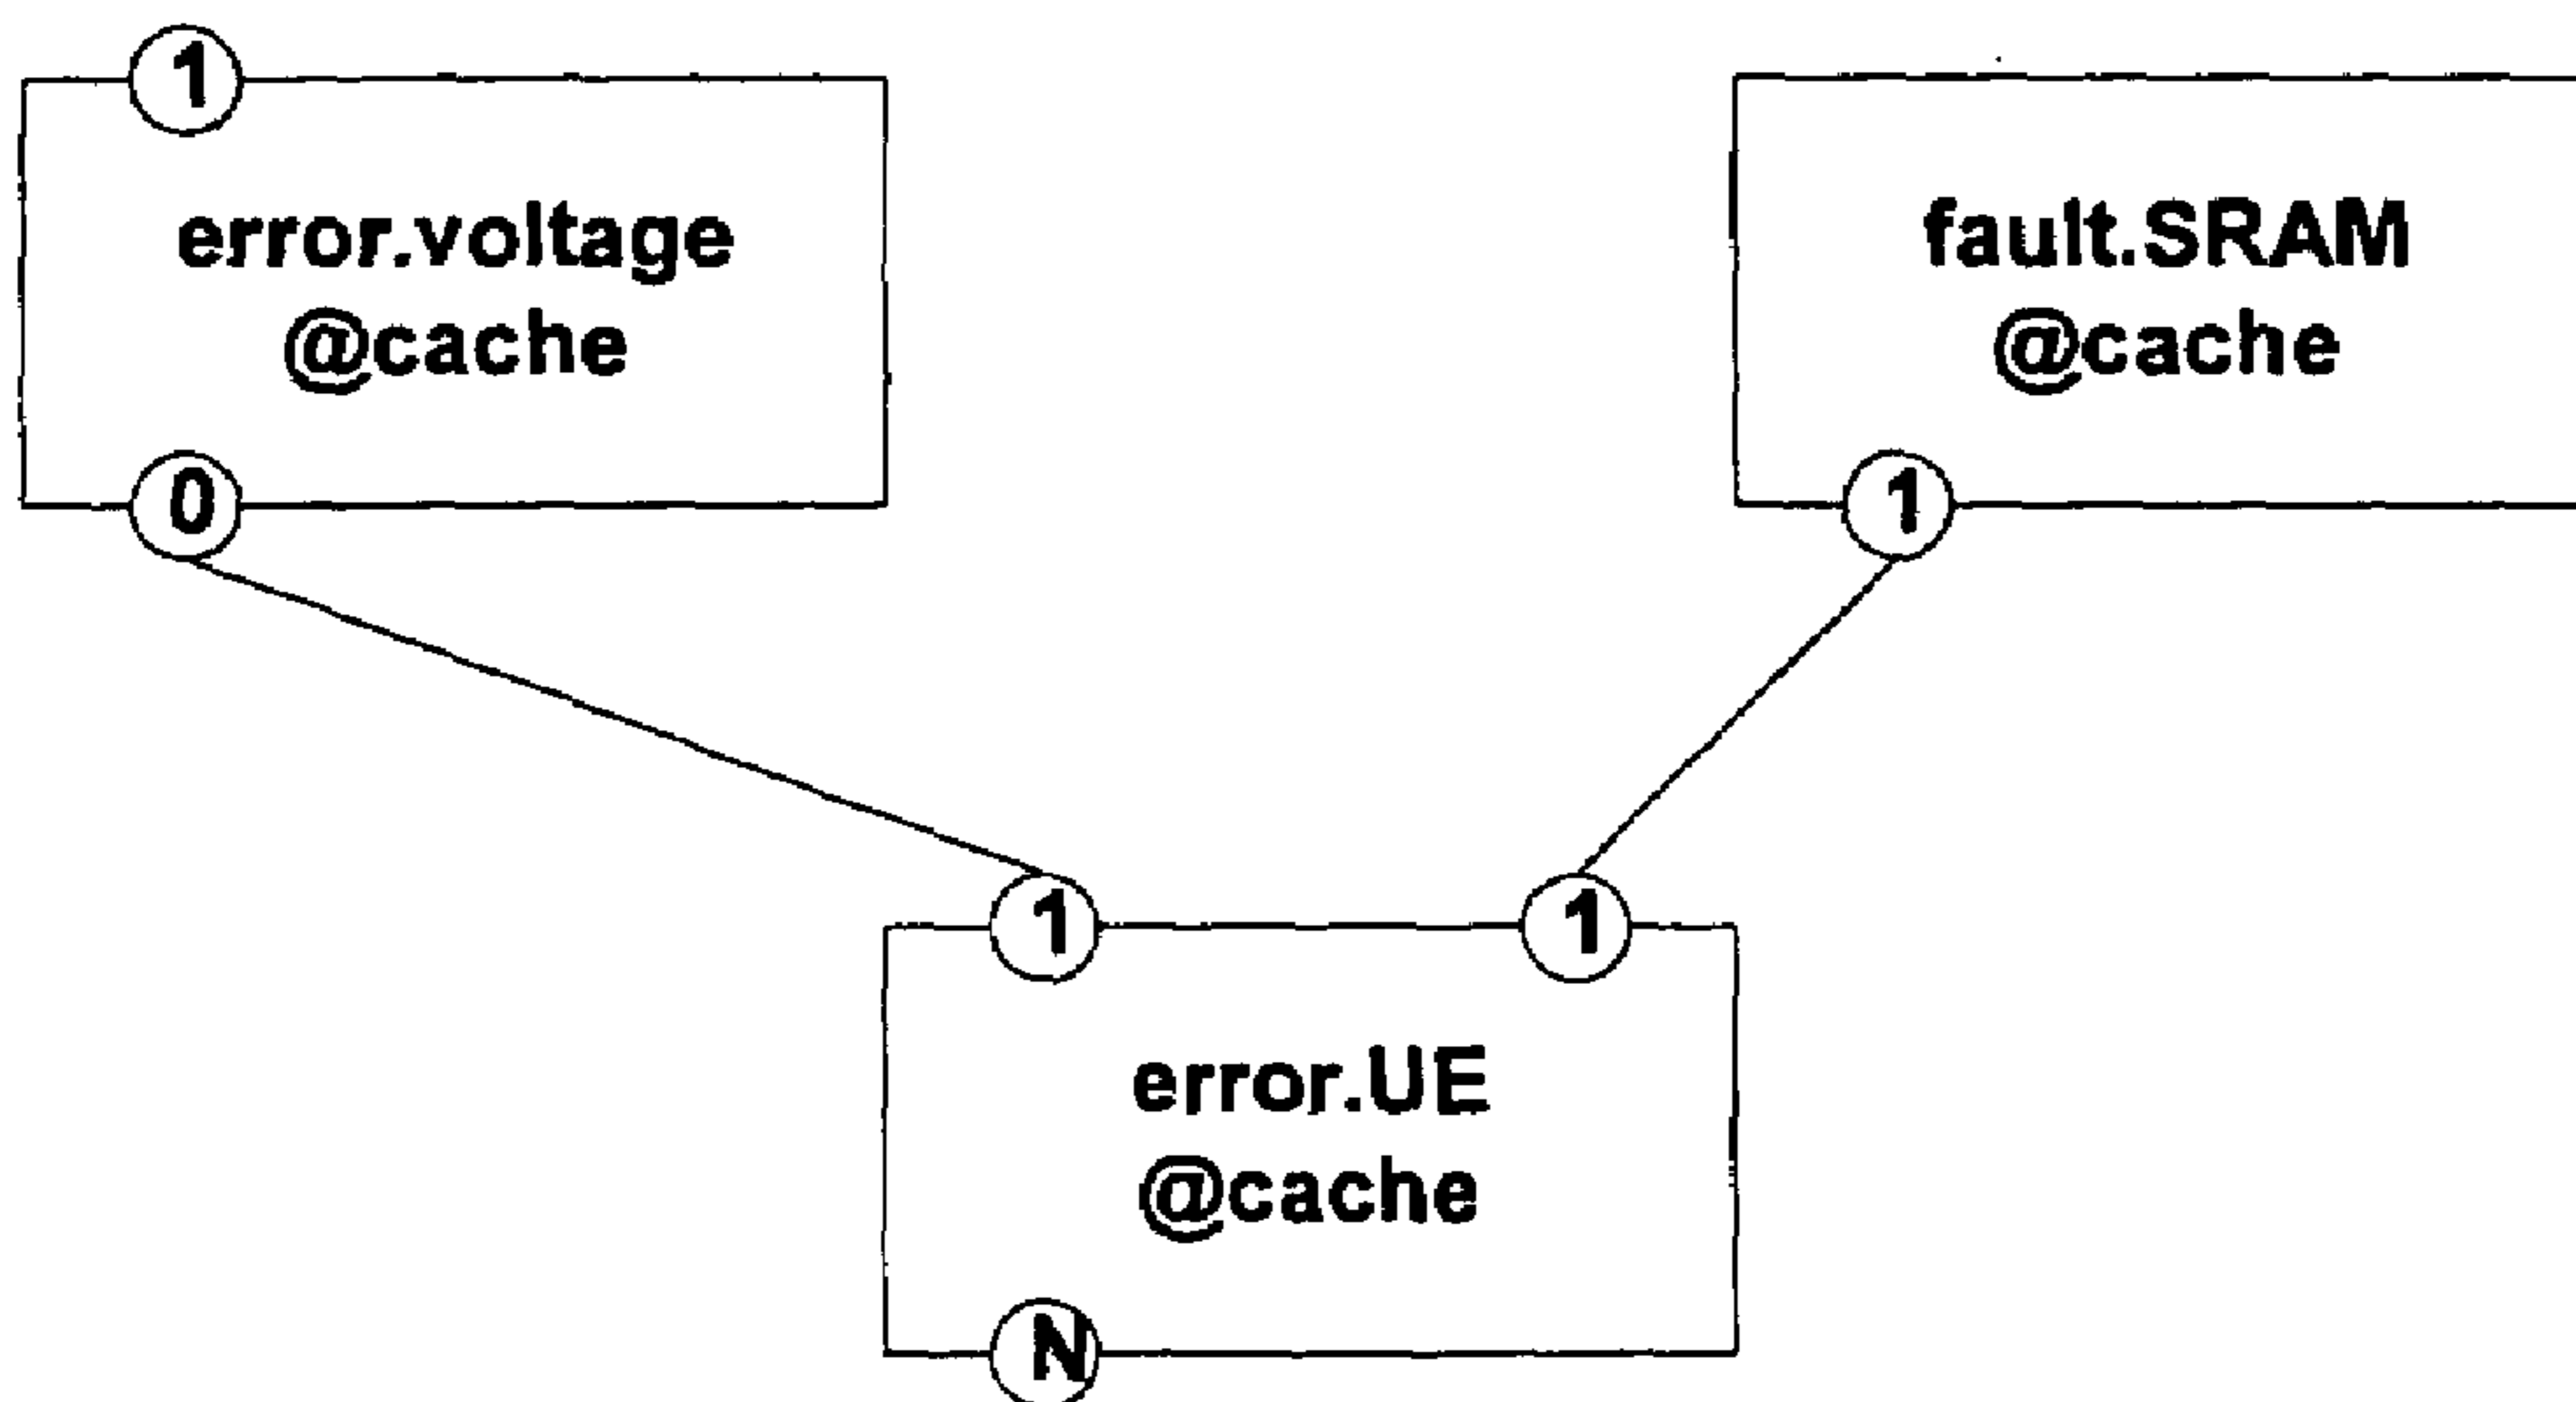 1
error.voltage
@cache
0
fault.SRAM
@cache
1
1
1
error.UE
@cache
N